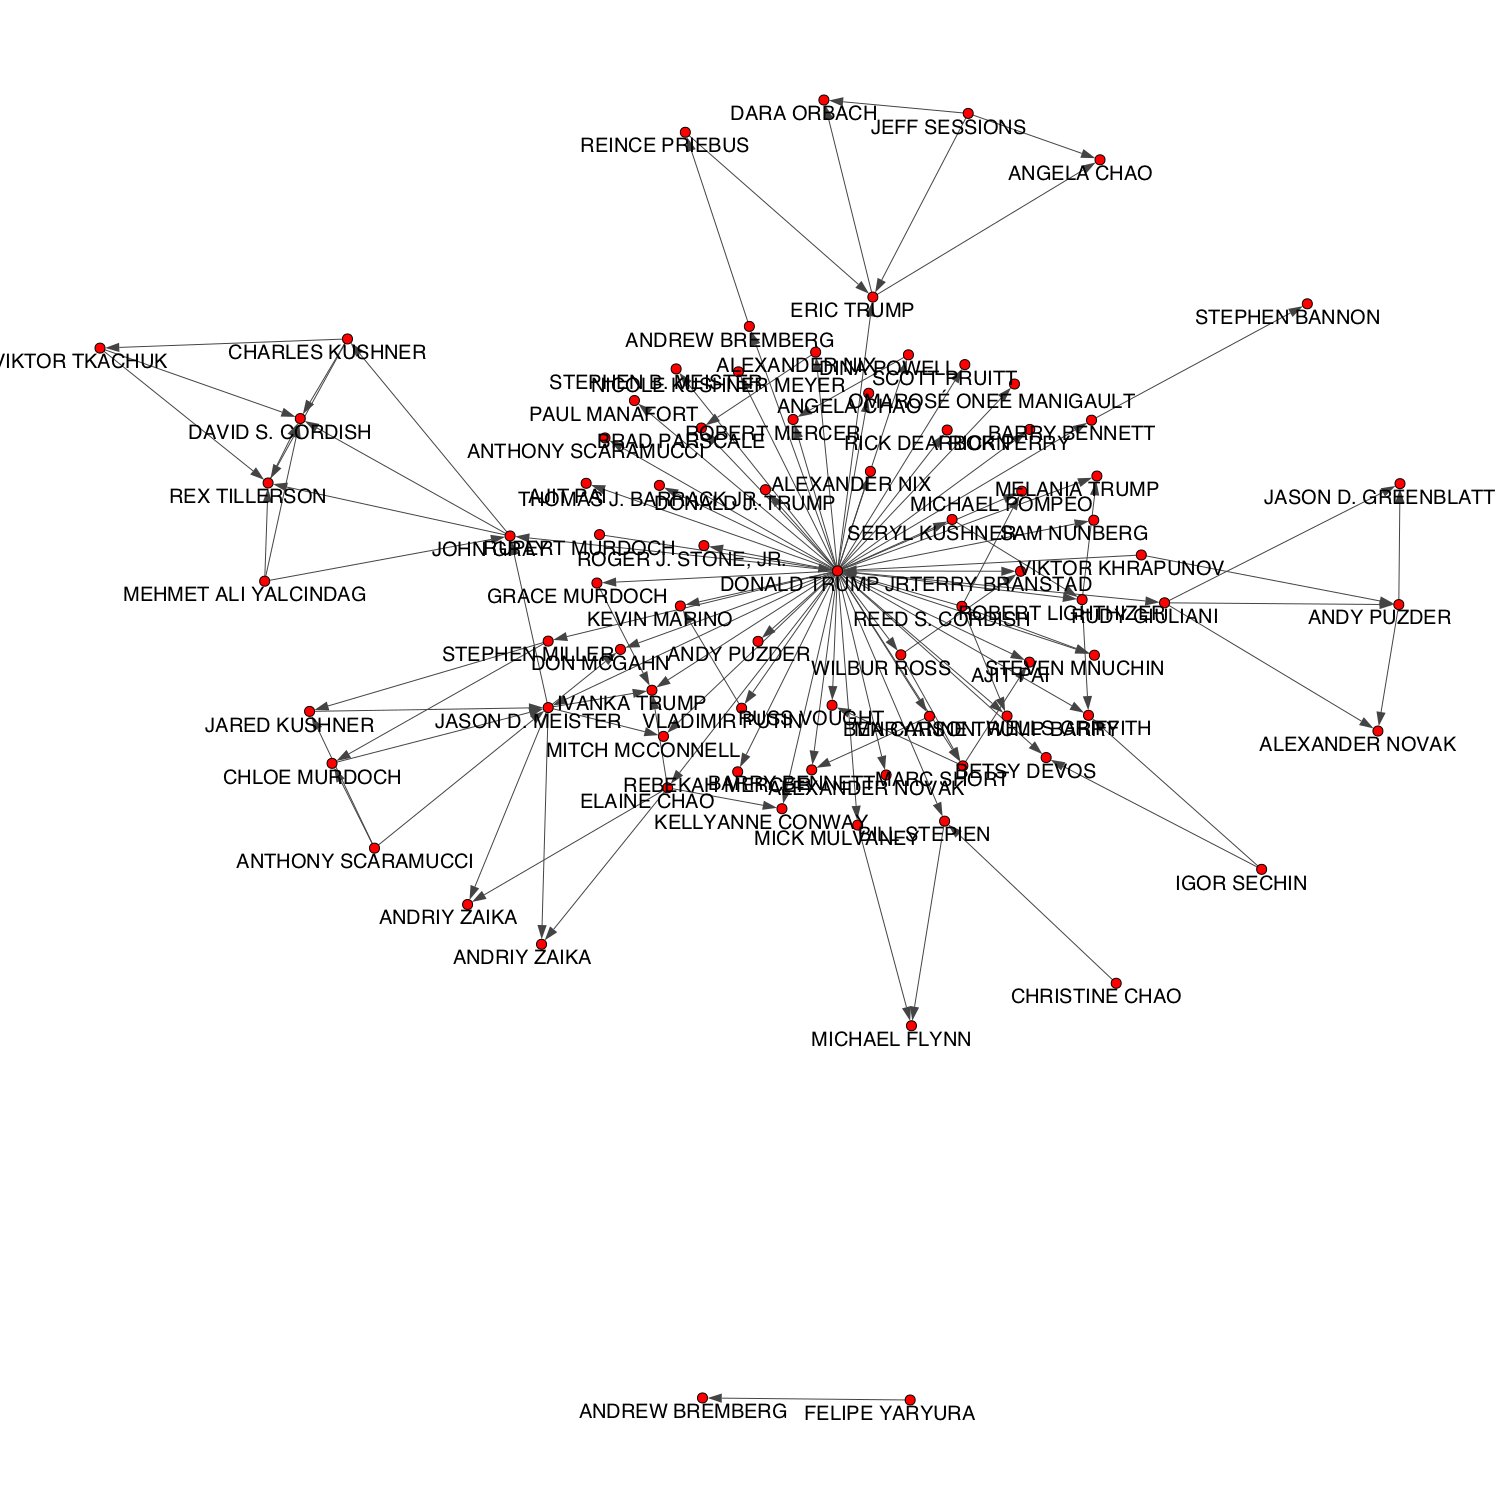 DARA ORBACH
JEFF SESSIONS
REINCE PRIEBUS
ANGELA CHAO
ERIC TRUMP
STEPHEN BANNON
ANDREW BREMBERG
CHARLES KUSHNER
VIKTOR TKACHUK
ALEXANDER NIX
DINA POWELL
SCOTT PRUITT
STEPHEN B. MEISTER
NICOLE KUSHNER MEYER
OMAROSE ONEE MANIGAULT
ANGELA CHAO
PAUL MANAFORT
DAVID S. CORDISH
ROBERT MERCER
BARRY BENNETT
BRAD PARSCALE
RICK DEARBORN
RICK PERRY
ANTHONY SCARAMUCCI
ALEXANDER NIX
MELANIA TRUMP
REX TILLERSON
AJIT PAI
THOMAS J. BARRACK JR.
DONALD J. TRUMP
MICHAEL POMPEO
JASON D. GREENBLATT
SERYL KUSHNER
SAM NUNBERG
JOHN GRAY
RUPERT MURDOCH
ROGER J. STONE, JR.
VIKTOR KHRAPUNOV
DONALD TRUMP JR.
TERRY BRANSTAD
MEHMET ALI YALCINDAG
GRACE MURDOCH
ROBERT LIGHTHIZER
RUDY GIULIANI
ANDY PUZDER
KEVIN MARINO
REED S. CORDISH
STEPHEN MILLER
DON MCGAHN
ANDY PUZDER
WILBUR ROSS
STEVEN MNUCHIN
AJIT PAI
IVANKA TRUMP
JARED KUSHNER
JASON D. MEISTER
VLADIMIR PUTIN
RUSS VOUGHT
BEN CARSON
MARYANNE TRUMP BARRY
WILLIS GRIFFITH
ALEXANDER NOVAK
MITCH MCCONNELL
CHLOE MURDOCH
BETSY DEVOS
REBEKAH MERCER
BARRY BENNETT
MARC SHORT
ALEXANDER NOVAK
ELAINE CHAO
KELLYANNE CONWAY
MICK MULVANEY
BILL STEPIEN
ANTHONY SCARAMUCCI
IGOR SECHIN
ANDRIY ZAIKA
ANDRIY ZAIKA
CHRISTINE CHAO
MICHAEL FLYNN
ANDREW BREMBERG
FELIPE YARYURA